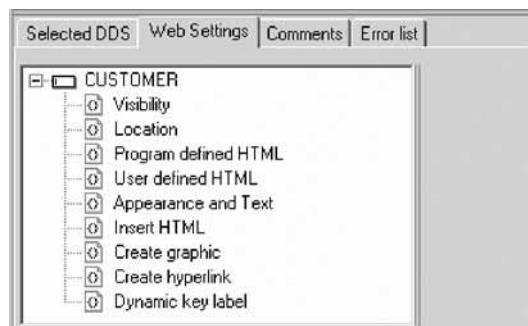 Selected DDS Web Settings Comments Error list
CUSTOMER
Visibility
Location
Program defined HTML
User defined HTML
Appearance and Text
Insert HTML
Create graphic
Create hyperlink
Dynamic key label